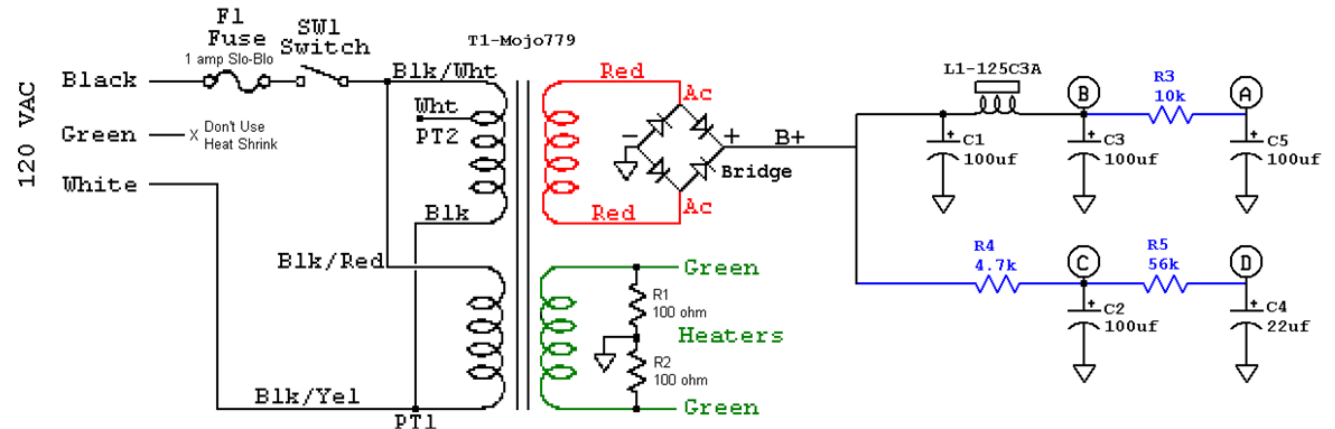 F1
Fuse
1 amp Slo-Blo
SW1
Switch
T1-Mojo779
120 VAC
Black
Green
X Don't Use
Heat Shrink
White
Blk/Wht
Wht
PT2
Blk
Blk/Red
Blk/Yel
PT1
Red
Ac
-
+
Bridge
Red
Ac
B+
Green
R1
100 ohm
Heaters
R2
100 ohm
Green
L1-125C3A
B
R3
10k
A
+
C1
100uf
+
C3
100uf
+
C5
100uf
R4
4.7k
C
R5
56k
D
+
C2
100uf
+
C4
22uf